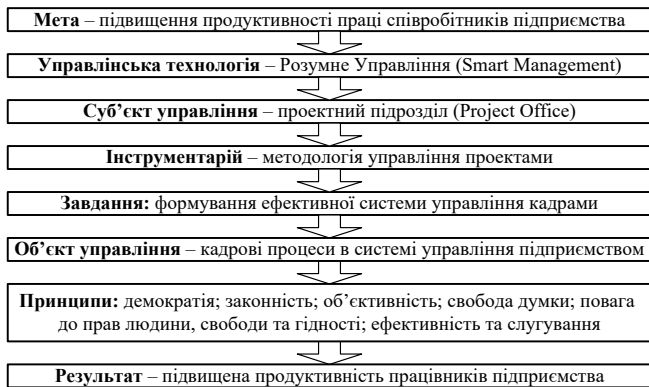 Мета – підвищення продуктивності праці співробітників підприємства
Управлінська технологія – Розумне Управління (Smart Management)
Суб’єкт управління – проектний підрозділ (Project Office)
Інструментарій – методологія управління проектами
Завдання: формування ефективної системи управління кадрами
Об’єкт управління – кадрові процеси в системі управління підприємством
Принципи: демократія; законність; об’єктивність; свобода думки; повага
до прав людини, свободи та гідності; ефективність та слугування
Результат – підвищена продуктивність працівників підприємства